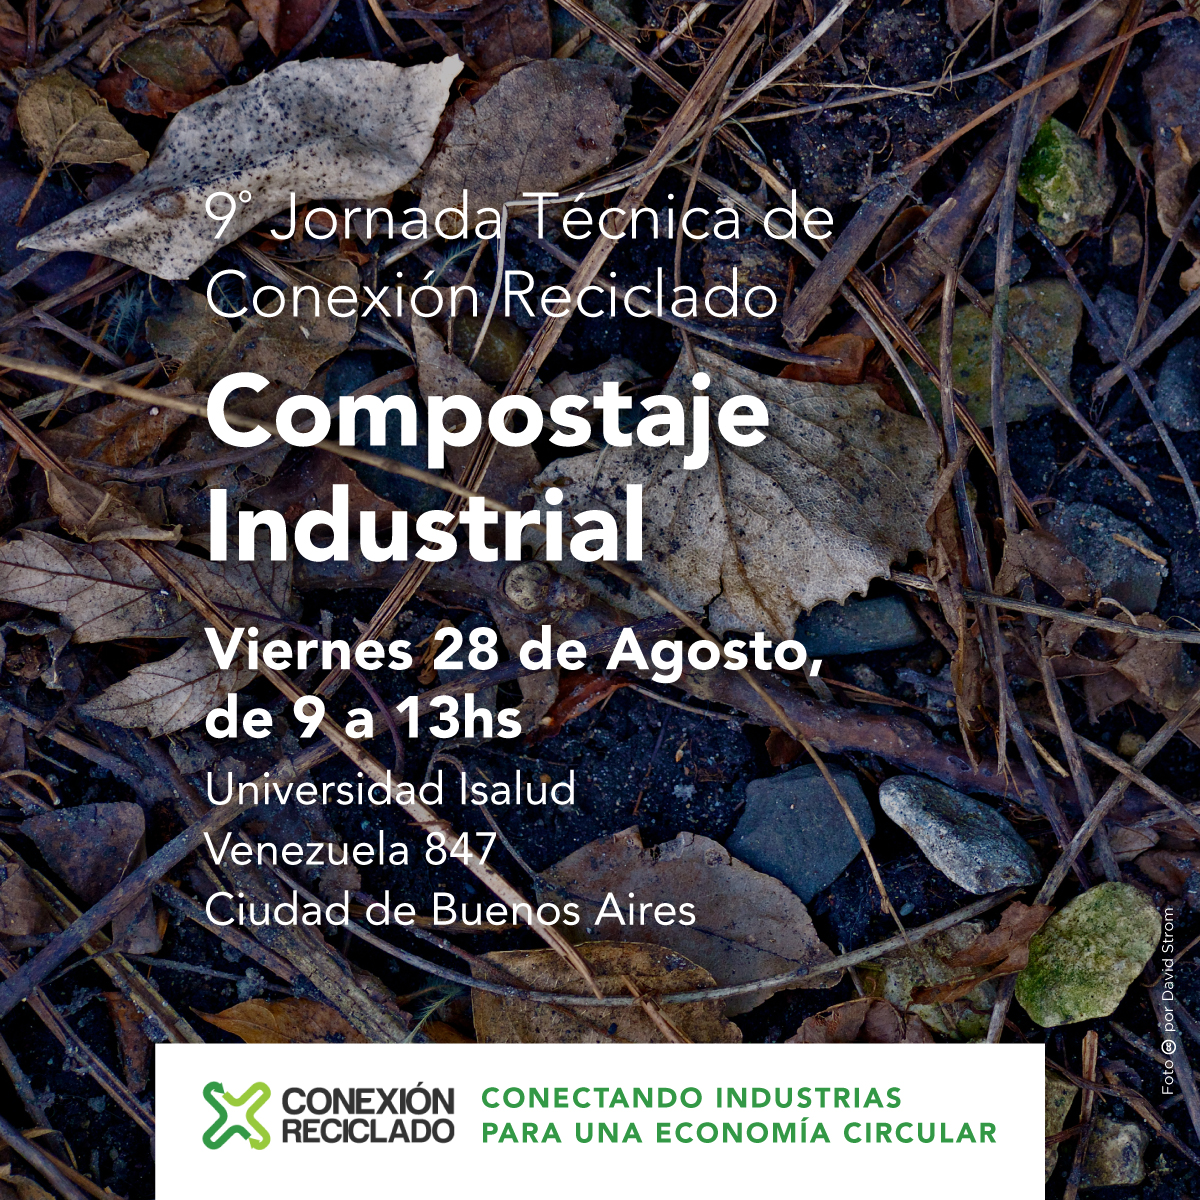 9° Jornada Técnica de
Conexión Reciclado
Compostaje
Industrial
Viernes 28 de Agosto,
de 9 a 13hs
Universidad Isalud
Venezuela 847
Ciudad de Buenos Aires
Foto cc por David Strom
CONEXIÓN
RECICLADO
CONECTANDO INDUSTRIAS
PARA UNA ECONOMÍA CIRCULAR